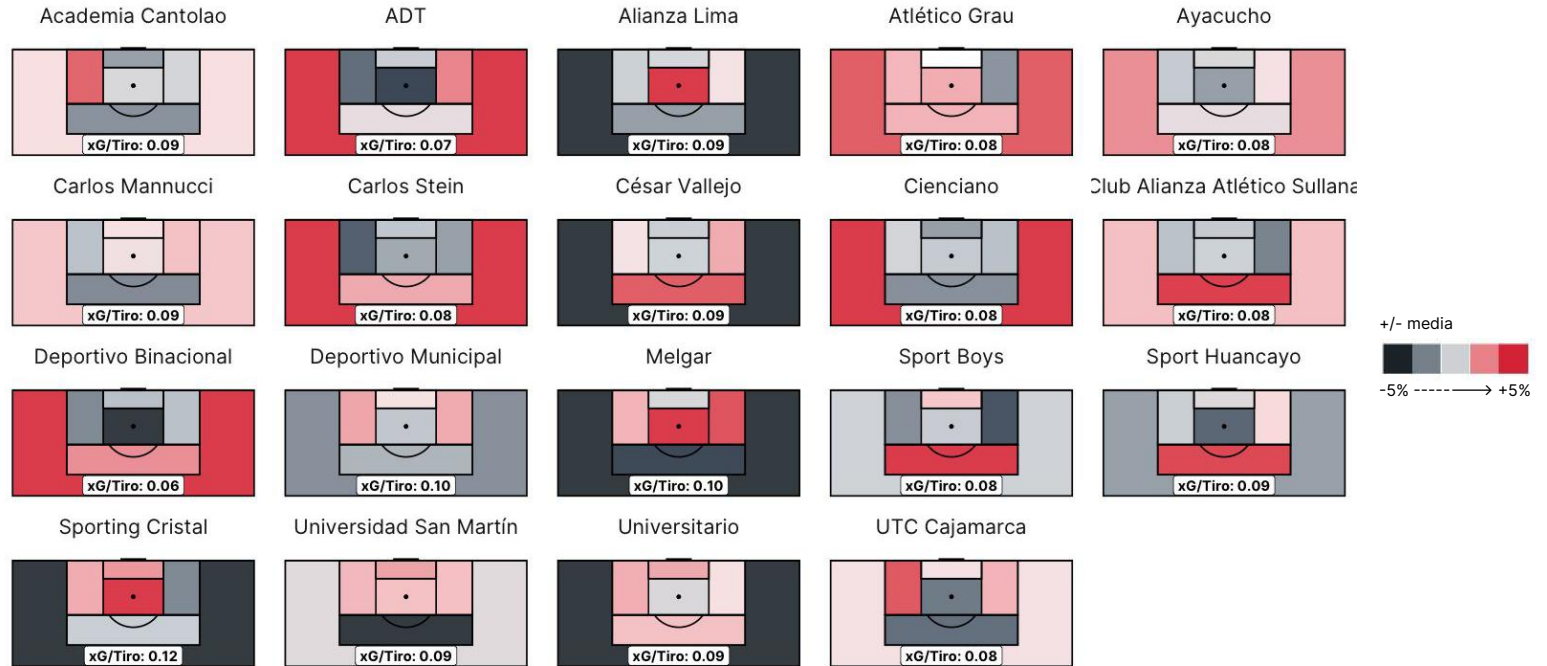 Academia Cantolao
ADT
Alianza Lima
Atlético Grau
Ayacucho
xG/Tiro: 0.09
xG/Tiro: 0.07
xG/Tiro: 0.09
xG/Tiro: 0.08
xG/Tiro: 0.08
Carlos Mannucci
Carlos Stein
César Vallejo
Cienciano
Club Alianza Atlético Sullana
xG/Tiro: 0.09
xG/Tiro: 0.08
xG/Tiro: 0.09
xG/Tiro: 0.08
xG/Tiro: 0.08
+/- media
-5% ------> +5%
Deportivo Binacional
Deportivo Municipal
Melgar
Sport Boys
Sport Huancayo
xG/Tiro: 0.06
xG/Tiro: 0.10
xG/Tiro: 0.10
xG/Tiro: 0.08
xG/Tiro: 0.09
Sporting Cristal
Universidad San Martín
Universitario
UTC Cajamarca
xG/Tiro: 0.12
xG/Tiro: 0.09
xG/Tiro: 0.09
xG/Tiro: 0.08